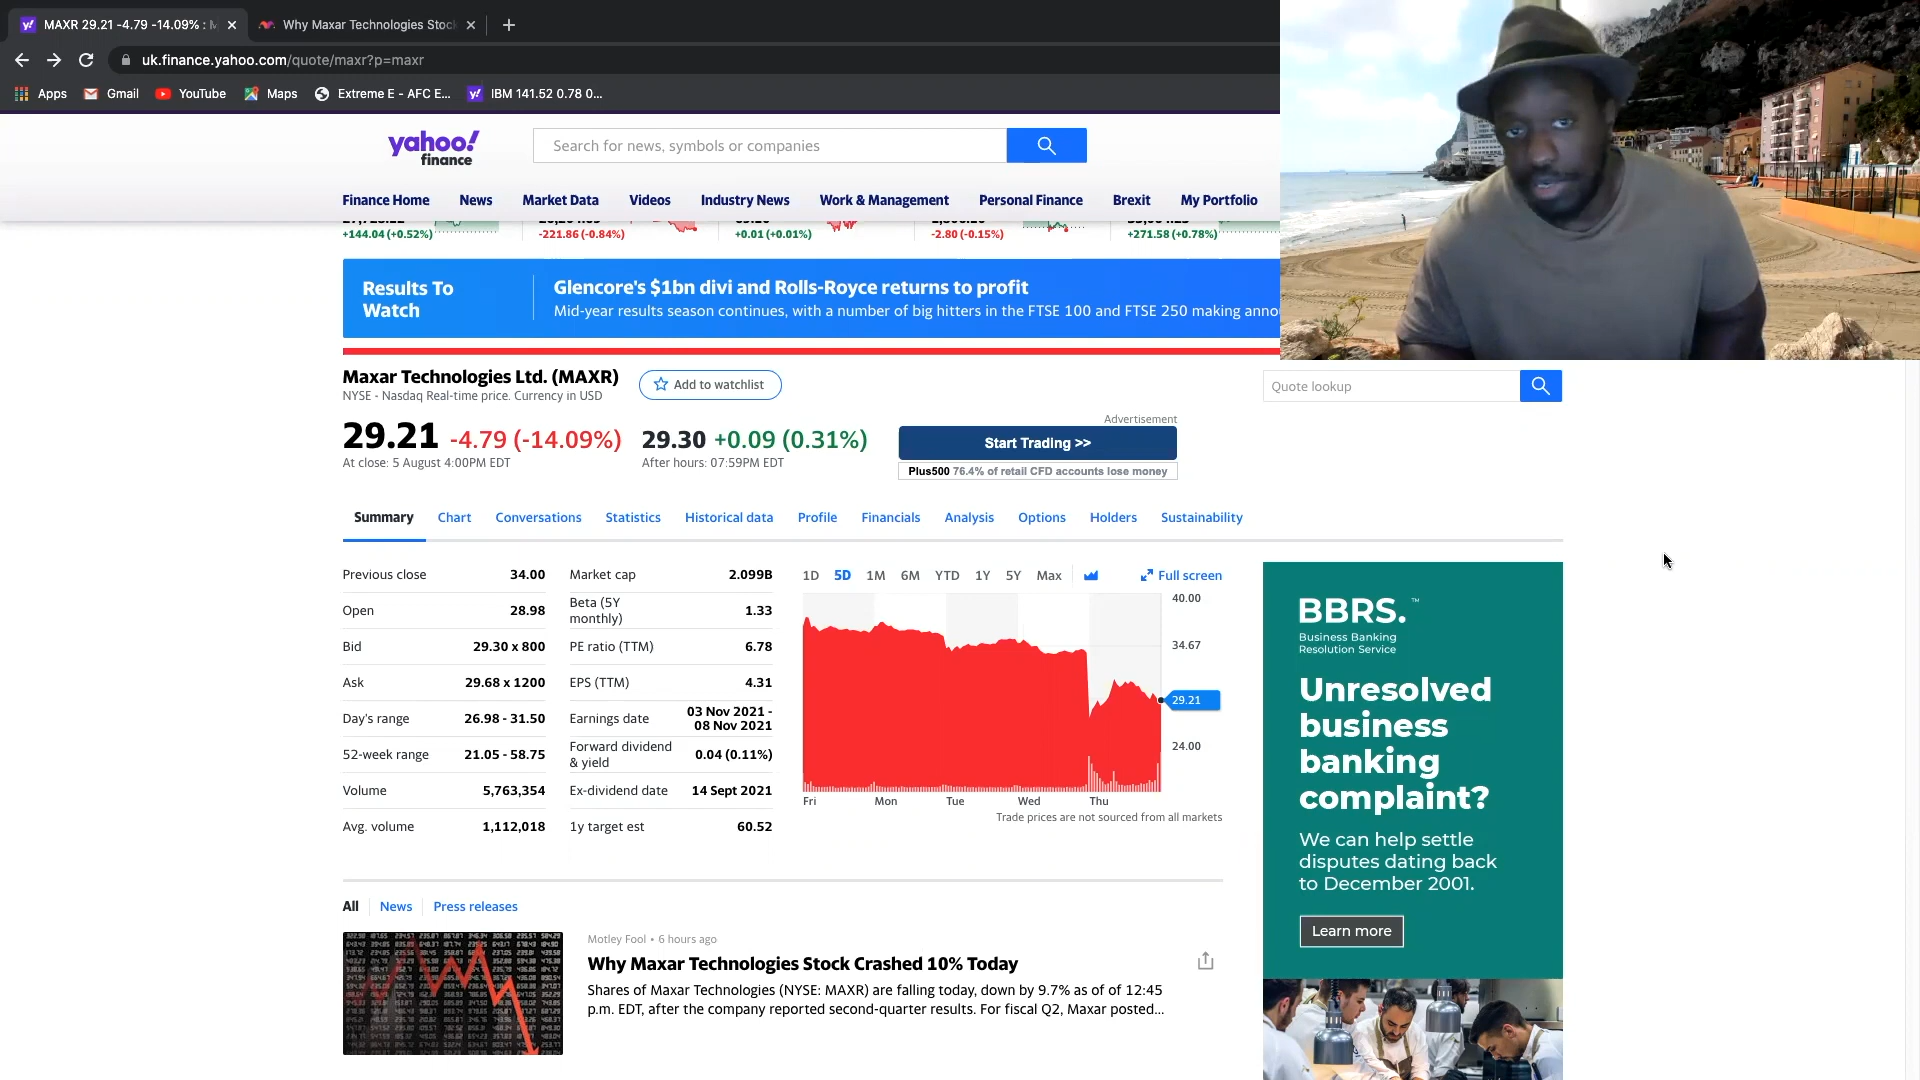 MAXR 29.21 -4.79 -14.09% : M
Why Maxar Technologies Stock
uk.finance.yahoo.com/quote/maxr?p=maxr
Apps
Gmail
YouTube
Maps
Extreme E - AFC E...
IBM 141.52 0.78 0...
yahoo!
finance
Search for news, symbols or companies
Finance Home
News
Market Data
Videos
Industry News
Work & Management
Personal Finance
Brexit
My Portfolio
+144.04 (+0.52%)
-221.86 (-0.84%)
+0.01 (+0.01%)
-2.80 (-0.15%)
+271.58 (+0.78%)
Results To
Watch
Glencore's $1bn divi and Rolls-Royce returns to profit
Mid-year results season continues, with a number of big hitters in the FTSE 100 and FTSE 250 making anno
Maxar Technologies Ltd. (MAXR)
NYSE - Nasdaq Real-time price. Currency in USD
Add to watchlist
Quote lookup
29.21 -4.79 (-14.09%)
At close: 5 August 4:00PM EDT
29.30 +0.09 (0.31%)
After hours: 07:59PM EDT
Advertisement
Start Trading >>
Plus500 76.4% of retail CFD accounts lose money
Summary
Chart
Conversations
Statistics
Historical data
Profile
Financials
Analysis
Options
Holders
Sustainability
Previous close 34.00
Open 28.98
Bid 29.30 x 800
Ask 29.68 x 1200
Day's range 26.98 - 31.50
52-week range 21.05 - 58.75
Volume 5,763,354
Avg. volume 1,112,018
Market cap 2.099B
Beta (5Y
monthly) 1.33
PE ratio (TTM) 6.78
EPS (TTM) 4.31
Earnings date 03 Nov 2021 -
08 Nov 2021
Forward dividend
& yield 0.04 (0.11%)
Ex-dividend date 14 Sept 2021
1y target est 60.52
1D 5D 1M 6M YTD 1Y 5Y Max
Full screen
40.00
34.67
29.21
24.00
Fri Mon Tue Wed Thu
Trade prices are not sourced from all markets
BBRS.™
Business Banking
Resolution Service
Unresolved
business
banking
complaint?
We can help settle
disputes dating back
to December 2001.
Learn more
All
News
Press releases
Motley Fool • 6 hours ago
Why Maxar Technologies Stock Crashed 10% Today
Shares of Maxar Technologies (NYSE: MAXR) are falling today, down by 9.7% as of of 12:45
p.m. EDT, after the company reported second-quarter results. For fiscal Q2, Maxar posted...